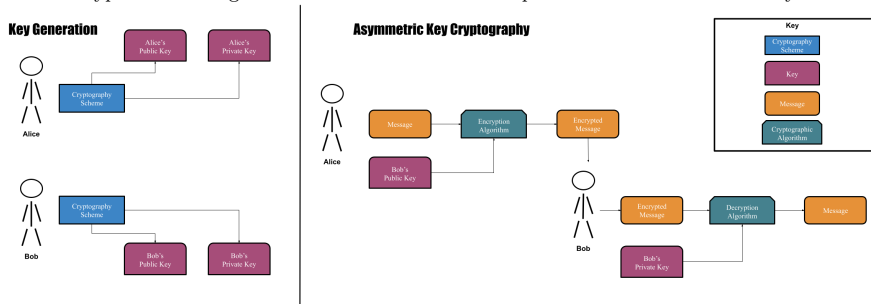 Key Generation
Alice's
Public Key
Alice's
Private Key
Cryptography
Scheme
Alice
Cryptography
Scheme
Bob
Bob's
Public Key
Bob's
Private Key
Asymmetric Key Cryptography
Alice
Message
Encryption
Algorithm
Encrypted
Message
Bob's
Public Key
Bob
Encrypted
Message
Decryption
Algorithm
Message
Bob's
Private Key
Key
Cryptography
Scheme
Key
Message
Cryptographic
Algorithm